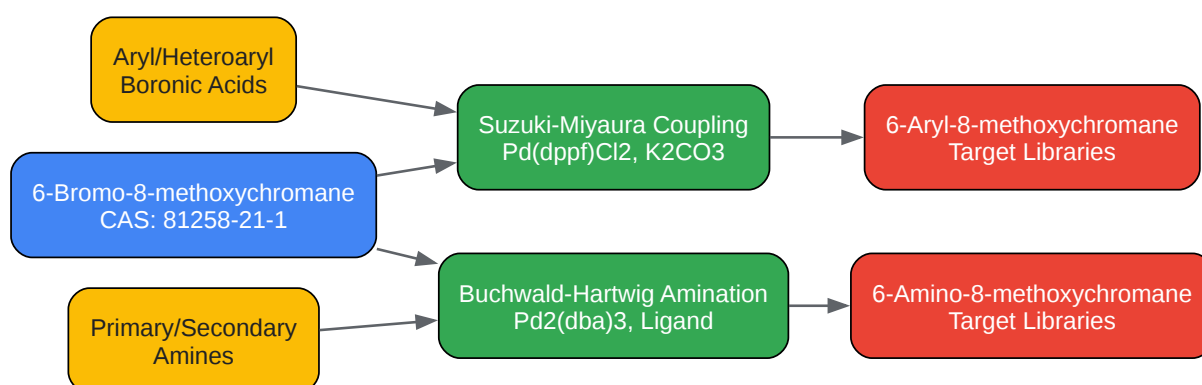 Aryl/Heteroaryl
Boronic Acids
Suzuki-Miyaura Coupling
Pd(dppf)Cl2, K2CO3
6-Aryl-8-methoxychromane
Target Libraries
6-Bromo-8-methoxychromane
CAS: 81258-21-1
Buchwald-Hartwig Amination
Pd2(dba)3, Ligand
6-Amino-8-methoxychromane
Target Libraries
Primary/Secondary
Amines